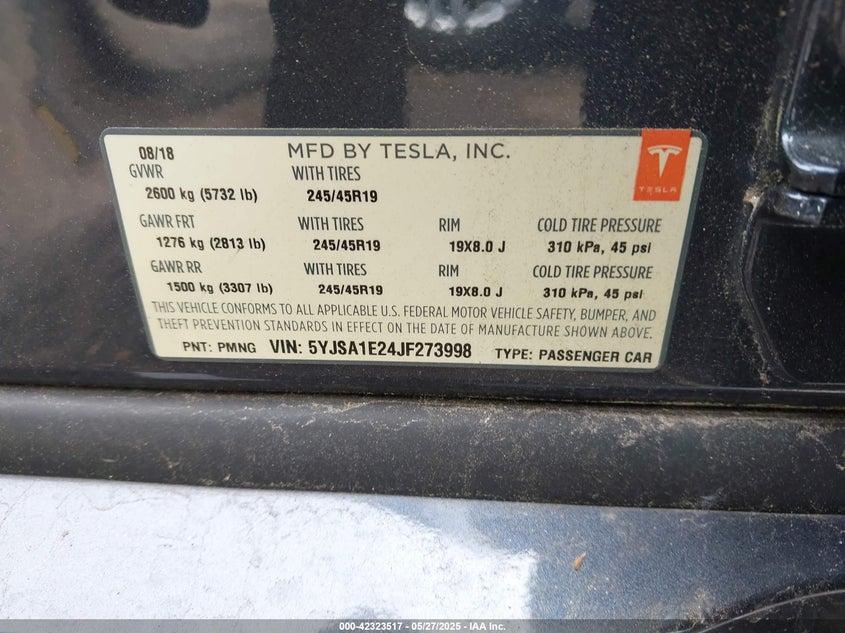 08/18 MFD BY TESLA, INC.
GVWR WITH TIRES
2600 kg (5732 lb) 245/45R19
TESLA
GAWR FRT WITH TIRES RIM COLD TIRE PRESSURE
1276 kg (2813 lb) 245/45R19 19X8.0 J 310 kPa, 45 psi
GAWR RR WITH TIRES RIM COLD TIRE PRESSURE
1500 kg (3307 lb) 245/45R19 19X8.0 J 310 kPa, 45 psi
THIS VEHICLE CONFORMS TO ALL APPLICABLE U.S. FEDERAL MOTOR VEHICLE SAFETY, BUMPER, AND
THEFT PREVENTION STANDARDS IN EFFECT ON THE DATE OF MANUFACTURE SHOWN ABOVE.
PNT: PMNG VIN: 5YJSA1E24JF273998 TYPE: PASSENGER CAR
000-42323517 - 05/27/2025 - IAA Inc.